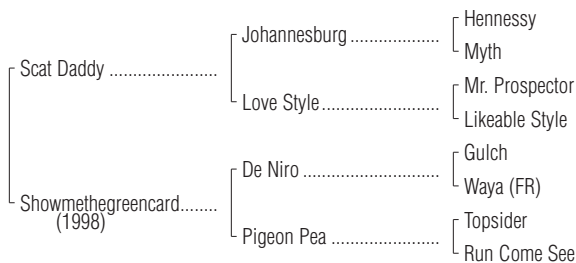 Hennessy
Johannesburg ...................
Myth
Scat Daddy .......................
Mr. Prospector
Love Style.........................
Likeable Style
Gulch
De Niro .............................
Waya (FR)
Showmethegreencard........
(1998)
Topsider
Pigeon Pea .......................
Run Come See